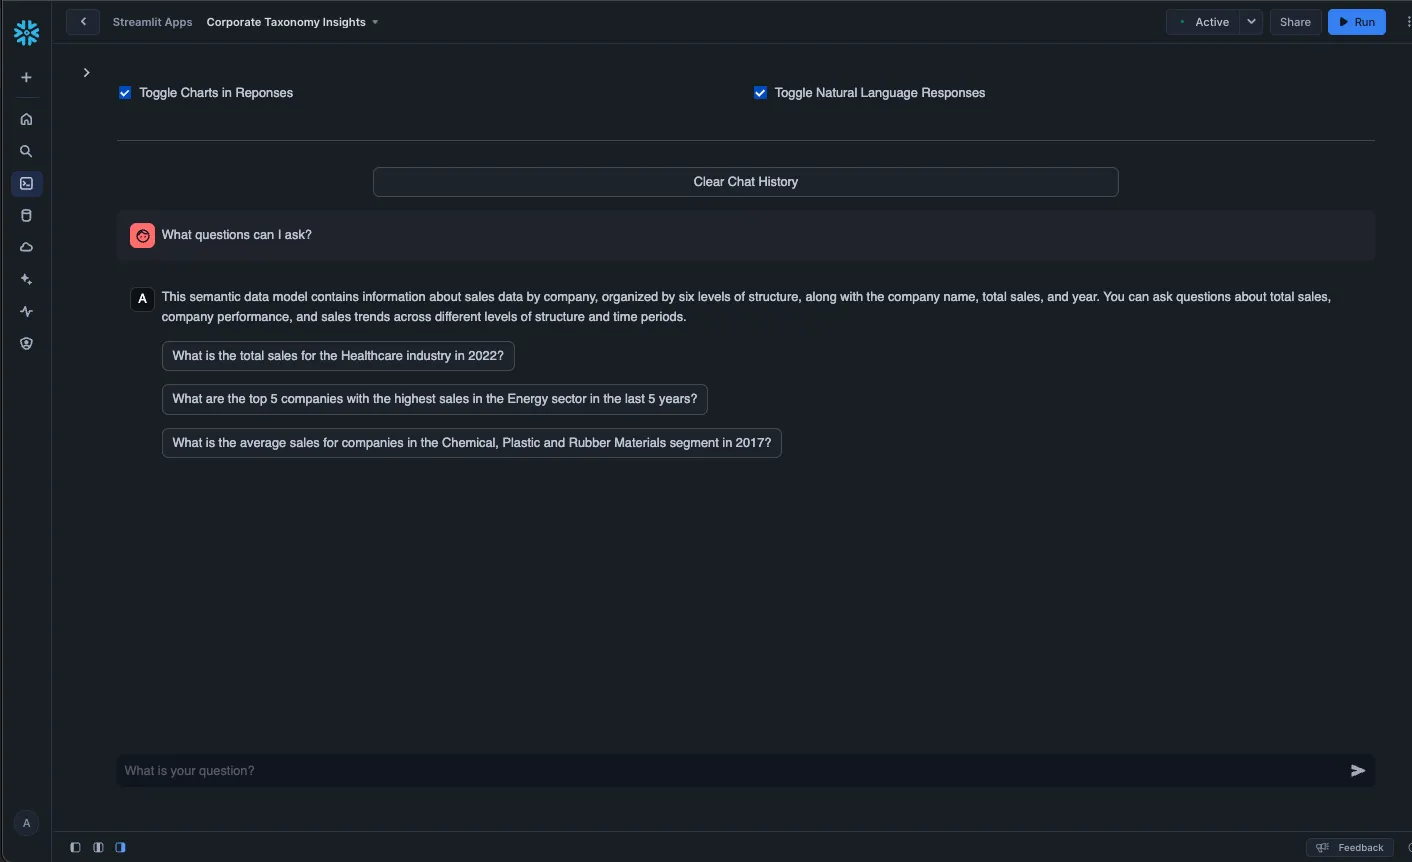 Streamlit Apps Corporate Taxonomy Insights
Active Share Run
Toggle Charts in Reponses
Toggle Natural Language Responses
Clear Chat History
What questions can I ask?
A
This semantic data model contains information about sales data by company, organized by six levels of structure, along with the company name, total sales, and year. You can ask questions about total sales,
company performance, and sales trends across different levels of structure and time periods.
What is the total sales for the Healthcare industry in 2022?
What are the top 5 companies with the highest sales in the Energy sector in the last 5 years?
What is the average sales for companies in the Chemical, Plastic and Rubber Materials segment in 2017?
What is your question?
A
Feedback